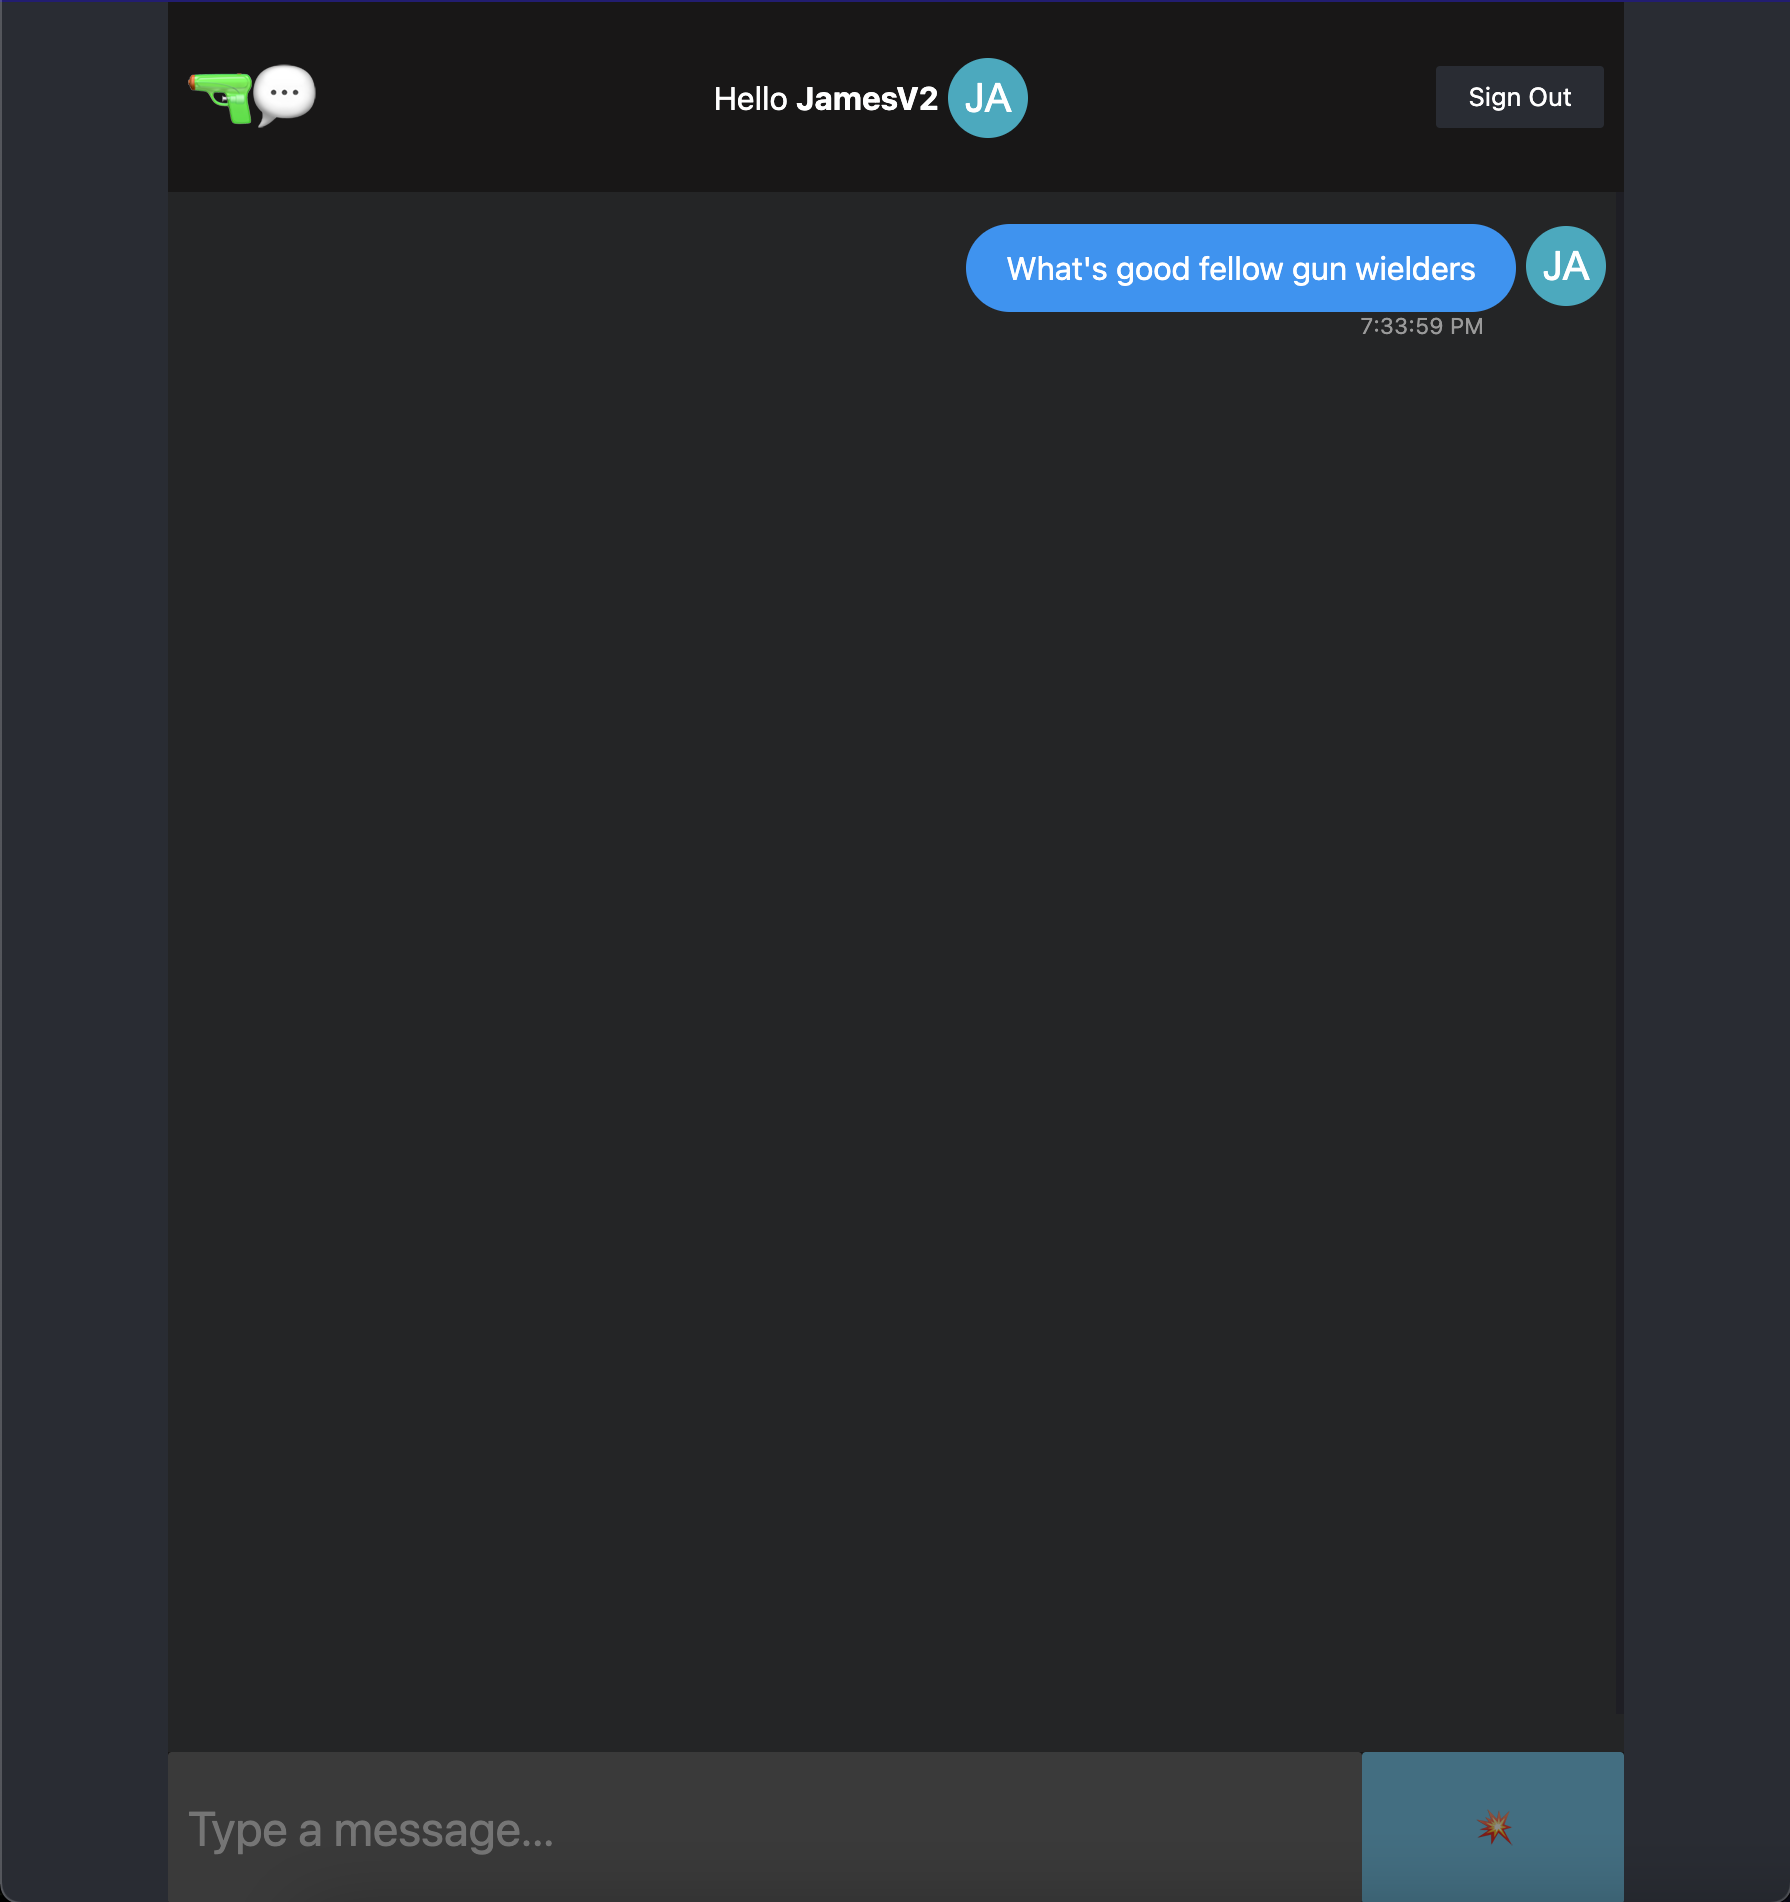 Hello JamesV2 JA
Sign Out
What's good fellow gun wielders
JA
7:33:59 PM
Type a message...